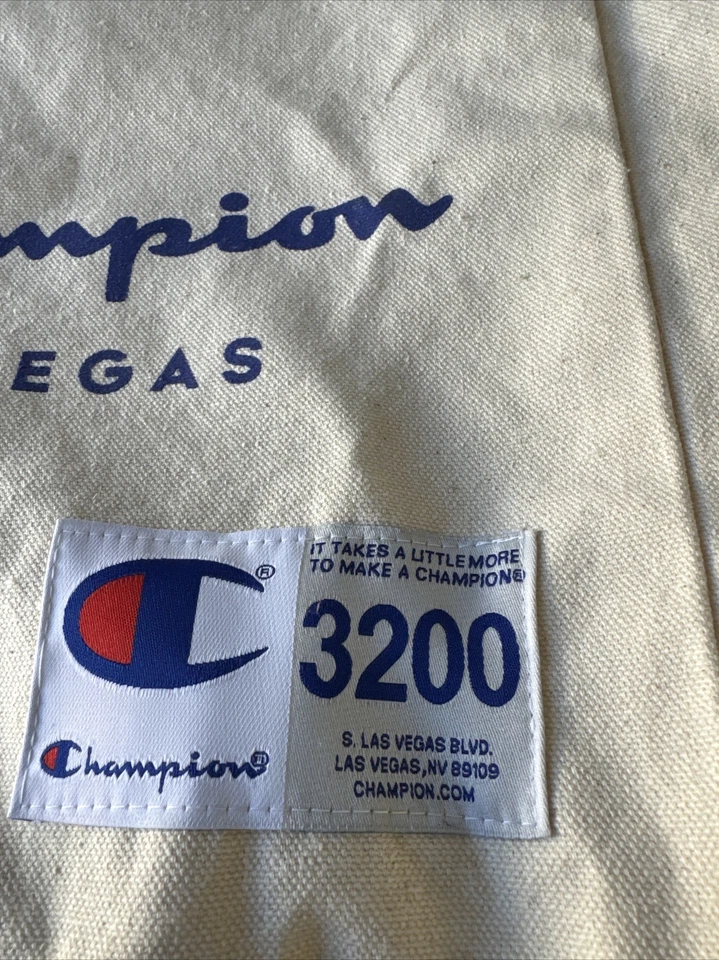 mpion
EGAS
IT TAKES A LITTLE MORE
TO MAKE A CHAMPION®
3200
S. LAS VEGAS BLVD.
LAS VEGAS, NV 89109
CHAMPION.COM
C®
Champion®